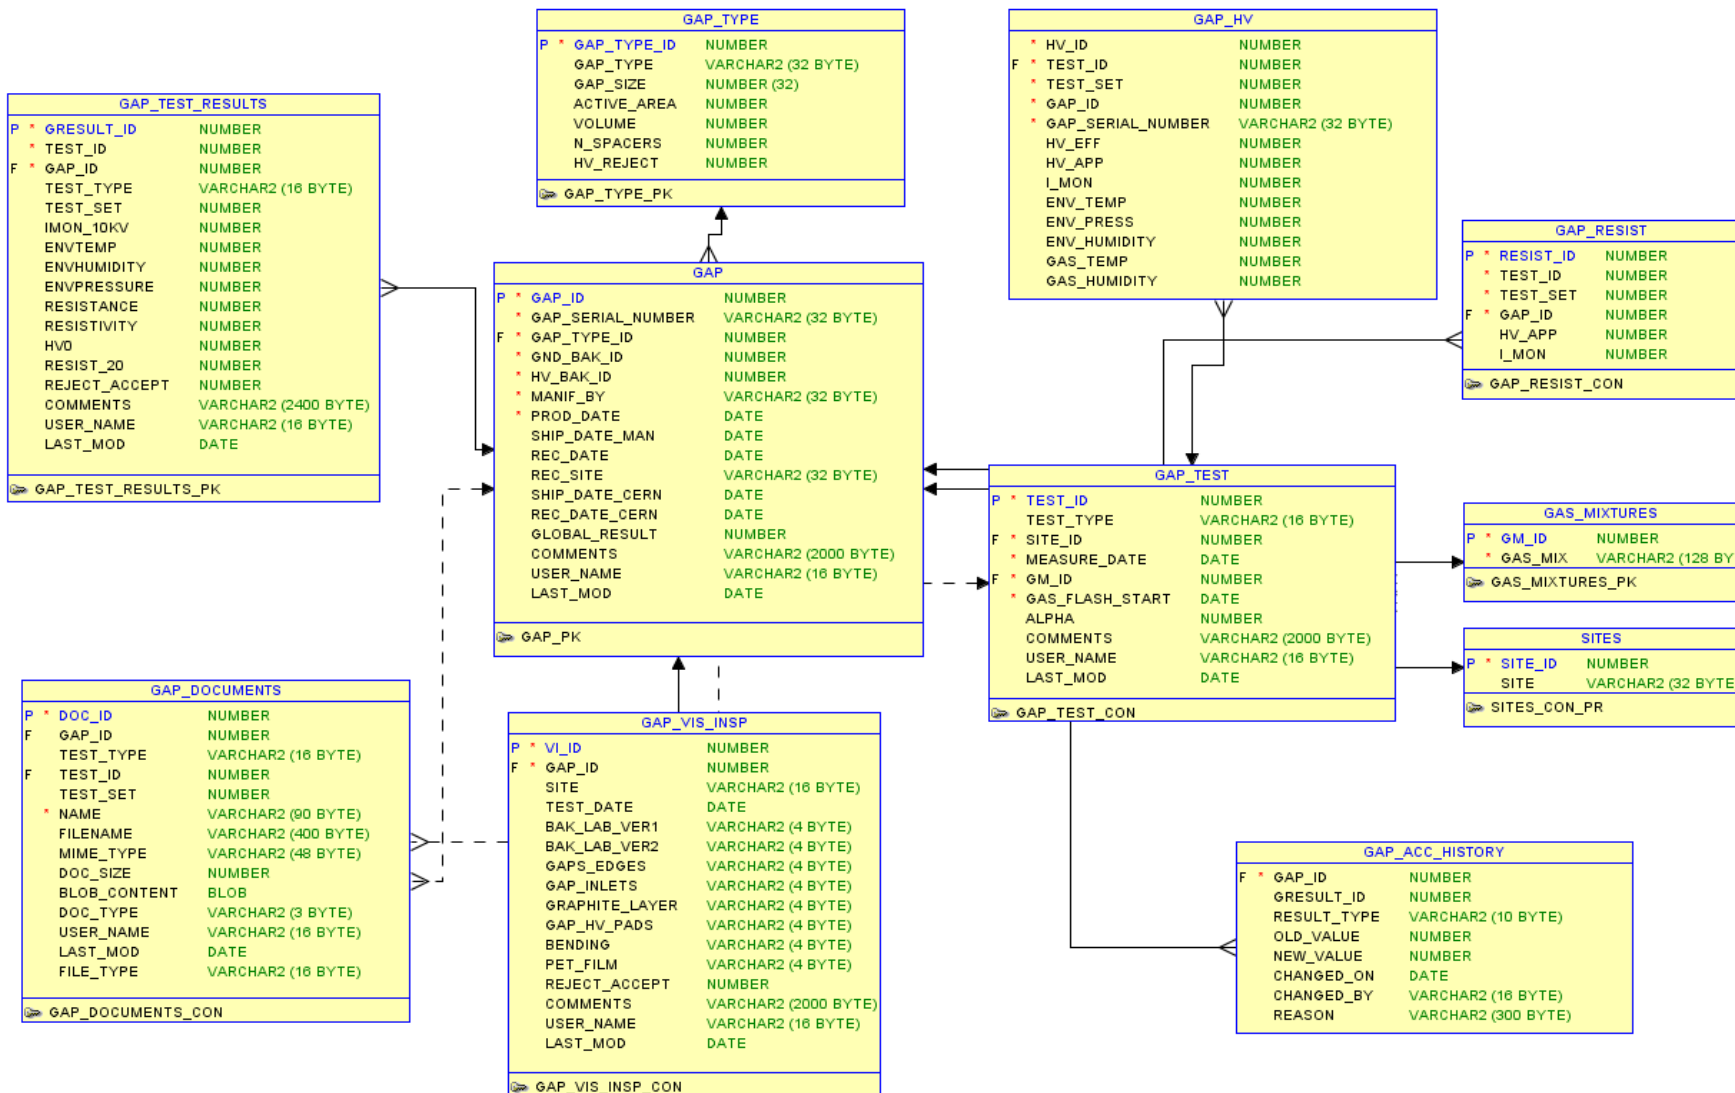 GAP_TYPE
P * GAP_TYPE_ID NUMBER
GAP_TYPE VARCHAR2 (32 BYTE)
GAP_SIZE NUMBER (32)
ACTIVE_AREA NUMBER
VOLUME NUMBER
N_SPACERS NUMBER
HV_REJECT NUMBER
GAP_TYPE_PK
GAP_HV
* HV_ID NUMBER
F * TEST_ID NUMBER
* TEST_SET NUMBER
* GAP_ID NUMBER
* GAP_SERIAL_NUMBER VARCHAR2 (32 BYTE)
HV_EFF NUMBER
HV_APP NUMBER
I_MON NUMBER
ENV_TEMP NUMBER
ENV_PRESS NUMBER
ENV_HUMIDITY NUMBER
GAS_TEMP NUMBER
GAS_HUMIDITY NUMBER
GAP_TEST_RESULTS
P * GRESULT_ID NUMBER
* TEST_ID NUMBER
F * GAP_ID NUMBER
TEST_TYPE VARCHAR2 (16 BYTE)
TEST_SET NUMBER
IMON_10KV NUMBER
ENVTEMP NUMBER
ENVHUMIDITY NUMBER
ENVPRESSURE NUMBER
RESISTANCE NUMBER
RESISTIVITY NUMBER
HV0 NUMBER
RESIST_20 NUMBER
REJECT_ACCEPT NUMBER
COMMENTS VARCHAR2 (2400 BYTE)
USER_NAME VARCHAR2 (16 BYTE)
LAST_MOD DATE
GAP_TEST_RESULTS_PK
GAP_RESIST
P * RESIST_ID NUMBER
* TEST_ID NUMBER
* TEST_SET NUMBER
F * GAP_ID NUMBER
HV_APP NUMBER
I_MON NUMBER
GAP_RESIST_CON
GAP
P * GAP_ID NUMBER
* GAP_SERIAL_NUMBER VARCHAR2 (32 BYTE)
F * GAP_TYPE_ID NUMBER
* GND_BAK_ID NUMBER
* HV_BAK_ID NUMBER
* MANIF_BY VARCHAR2 (32 BYTE)
* PROD_DATE DATE
SHIP_DATE_MAN DATE
REC_DATE DATE
REC_SITE VARCHAR2 (32 BYTE)
SHIP_DATE_CERN DATE
REC_DATE_CERN DATE
GLOBAL_RESULT NUMBER
COMMENTS VARCHAR2 (2000 BYTE)
USER_NAME VARCHAR2 (16 BYTE)
LAST_MOD DATE
GAP_PK
GAP_TEST
P * TEST_ID NUMBER
TEST_TYPE VARCHAR2 (16 BYTE)
F * SITE_ID NUMBER
* MEASURE_DATE DATE
F * GM_ID NUMBER
* GAS_FLASH_START DATE
ALPHA NUMBER
COMMENTS VARCHAR2 (2000 BYTE)
USER_NAME VARCHAR2 (16 BYTE)
LAST_MOD DATE
GAP_TEST_CON
GAS_MIXTURES
P * GM_ID NUMBER
* GAS_MIX VARCHAR2 (128 BY
GAS_MIXTURES_PK
SITES
P * SITE_ID NUMBER
SITE VARCHAR2 (32 BYTE
SITES_CON_PR
GAP_DOCUMENTS
P * DOC_ID NUMBER
F GAP_ID NUMBER
TEST_TYPE VARCHAR2 (16 BYTE)
F TEST_ID NUMBER
TEST_SET NUMBER
* NAME VARCHAR2 (90 BYTE)
FILENAME VARCHAR2 (400 BYTE)
MIME_TYPE VARCHAR2 (48 BYTE)
DOC_SIZE NUMBER
BLOB_CONTENT BLOB
DOC_TYPE VARCHAR2 (3 BYTE)
USER_NAME VARCHAR2 (16 BYTE)
LAST_MOD DATE
FILE_TYPE VARCHAR2 (16 BYTE)
GAP_DOCUMENTS_CON
GAP_VIS_INSP
P * VI_ID NUMBER
F * GAP_ID NUMBER
SITE VARCHAR2 (16 BYTE)
TEST_DATE DATE
BAK_LAB_VER1 VARCHAR2 (4 BYTE)
BAK_LAB_VER2 VARCHAR2 (4 BYTE)
GAPS_EDGES VARCHAR2 (4 BYTE)
GAP_INLETS VARCHAR2 (4 BYTE)
GRAPHITE_LAYER VARCHAR2 (4 BYTE)
GAP_HV_PADS VARCHAR2 (4 BYTE)
BENDING VARCHAR2 (4 BYTE)
PET_FILM VARCHAR2 (4 BYTE)
REJECT_ACCEPT NUMBER
COMMENTS VARCHAR2 (2000 BYTE)
USER_NAME VARCHAR2 (16 BYTE)
LAST_MOD DATE
GAP_VIS_INSP_CON
GAP_ACC_HISTORY
F * GAP_ID NUMBER
GRESULT_ID NUMBER
RESULT_TYPE VARCHAR2 (10 BYTE)
OLD_VALUE NUMBER
NEW_VALUE NUMBER
CHANGED_ON DATE
CHANGED_BY VARCHAR2 (16 BYTE)
REASON VARCHAR2 (300 BYTE)